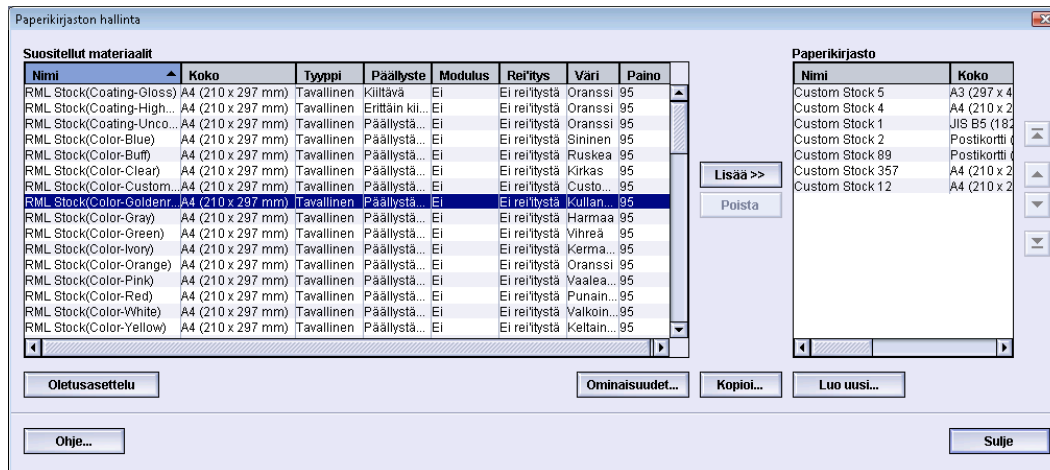 Paperikirjaston hallinta
Suositellut materiaalit
Nimi Koko Tyyppi Päällyste Modulus Rei'itys Väri Paino
RML Stock(Coating-Gloss) A4 (210 x 297 mm) Tavallinen Kiiltävä Ei Ei rei'itystä Oranssi 95
RML Stock(Coating-High... A4 (210 x 297 mm) Tavallinen Erittäin kii... Ei Ei rei'itystä Oranssi 95
RML Stock(Coating-Unco... A4 (210 x 297 mm) Tavallinen Päällystä... Ei Ei rei'itystä Oranssi 95
RML Stock(Color-Blue) A4 (210 x 297 mm) Tavallinen Päällystä... Ei Ei rei'itystä Sininen 95
RML Stock(Color-Buff) A4 (210 x 297 mm) Tavallinen Päällystä... Ei Ei rei'itystä Ruskea 95
RML Stock(Color-Clear) A4 (210 x 297 mm) Tavallinen Päällystä... Ei Ei rei'itystä Kirkas 95
RML Stock(Color-Custom... A4 (210 x 297 mm) Tavallinen Päällystä... Ei Ei rei'itystä Custo... 95
RML Stock(Color-Goldenr... A4 (210 x 297 mm) Tavallinen Päällystä... Ei Ei rei'itystä Kullan... 95
RML Stock(Color-Gray) A4 (210 x 297 mm) Tavallinen Päällystä... Ei Ei rei'itystä Harmaa 95
RML Stock(Color-Green) A4 (210 x 297 mm) Tavallinen Päällystä... Ei Ei rei'itystä Vihreä 95
RML Stock(Color-Ivory) A4 (210 x 297 mm) Tavallinen Päällystä... Ei Ei rei'itystä Kerma... 95
RML Stock(Color-Orange) A4 (210 x 297 mm) Tavallinen Päällystä... Ei Ei rei'itystä Oranssi 95
RML Stock(Color-Pink) A4 (210 x 297 mm) Tavallinen Päällystä... Ei Ei rei'itystä Vaalea... 95
RML Stock(Color-Red) A4 (210 x 297 mm) Tavallinen Päällystä... Ei Ei rei'itystä Punain... 95
RML Stock(Color-White) A4 (210 x 297 mm) Tavallinen Päällystä... Ei Ei rei'itystä Valkoin... 95
RML Stock(Color-Yellow) A4 (210 x 297 mm) Tavallinen Päällystä... Ei Ei rei'itystä Keltain... 95
Lisää >>
Poista
Paperikirjasto
Nimi Koko
Custom Stock 5 A3 (297 x 4
Custom Stock 4 A4 (210 x 2
Custom Stock 1 JIS B5 (182
Custom Stock 2 Postikortti (
Custom Stock 89 Postikortti (
Custom Stock 357 A4 (210 x 2
Custom Stock 12 A4 (210 x 2
Oletusasettelu Ominaisuudet... Kopioi... Luo uusi...
Ohje... Sulje